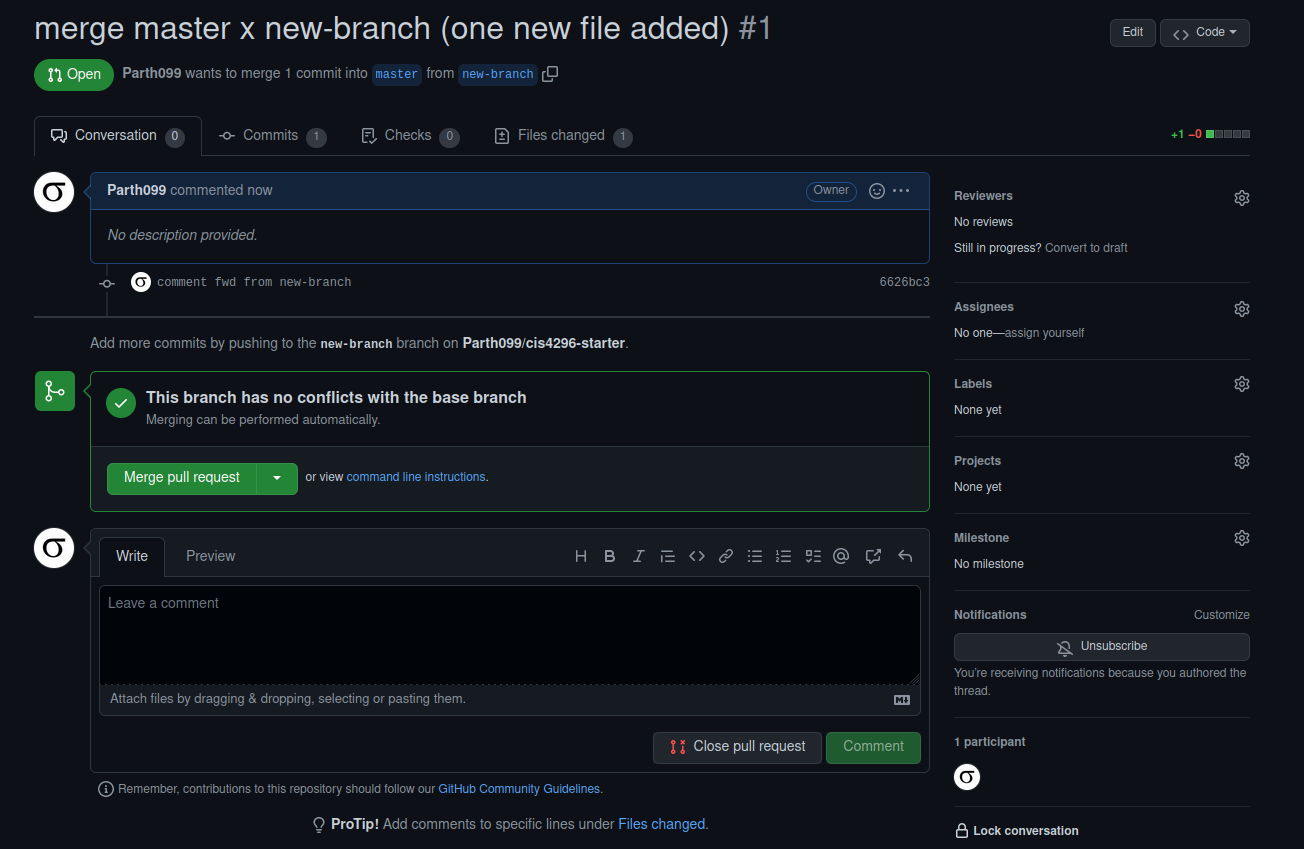 merge master x new-branch (one new file added) #1
Edit
Code
Open
Parth099 wants to merge 1 commit into master from new-branch
Conversation 0
Commits 1
Checks 0
Files changed 1
+1 −0
Parth099 commented now
Owner
No description provided.
comment fwd from new-branch
6626bc3
Add more commits by pushing to the new-branch branch on Parth099/cis4296-starter.
This branch has no conflicts with the base branch
Merging can be performed automatically.
Merge pull request
or view command line instructions.
Write
Preview
Leave a comment
Attach files by dragging & dropping, selecting or pasting them.
Close pull request
Comment
Remember, contributions to this repository should follow our GitHub Community Guidelines.
ProTip! Add comments to specific lines under Files changed.
Reviewers
No reviews
Still in progress? Convert to draft
Assignees
No one—assign yourself
Labels
None yet
Projects
None yet
Milestone
No milestone
Notifications
Customize
Unsubscribe
You're receiving notifications because you authored the
thread.
1 participant
Lock conversation